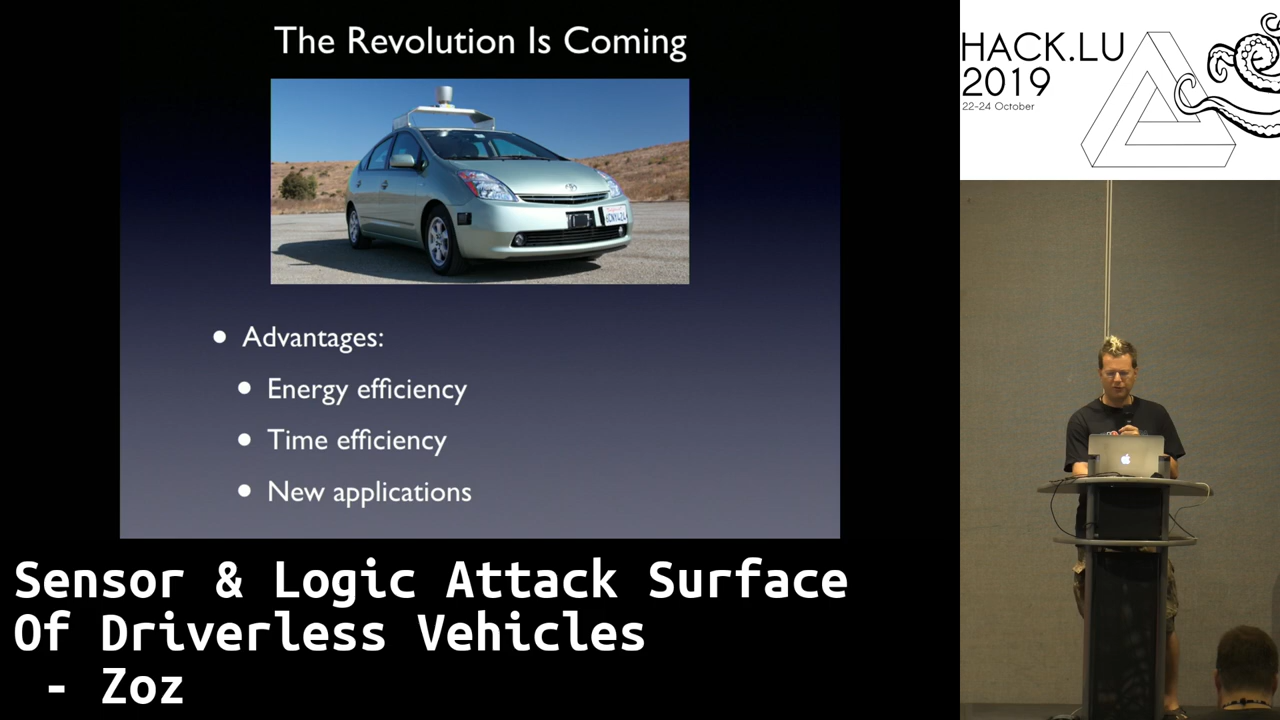 The Revolution Is Coming
• Advantages:
• Energy efficiency
• Time efficiency
• New applications
HACK.LU
2019
22-24 October
Sensor & Logic Attack Surface
Of Driverless Vehicles
- Zoz